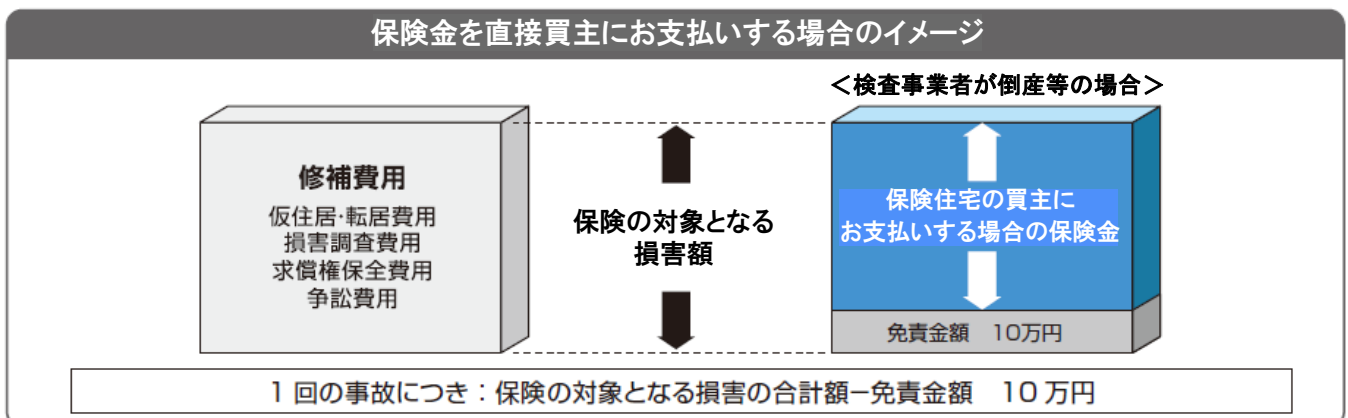 保険金を直接買主にお支払いする場合のイメージ
＜検査事業者が倒産等の場合＞
修補費用
仮住居・転居費用
損害調査費用
求償権保全費用
争訟費用
保険の対象となる
損害額
保険住宅の買主に
お支払いする場合の保険金
免責金額　10万円
1回の事故につき：保険の対象となる損害の合計額−免責金額　10万円